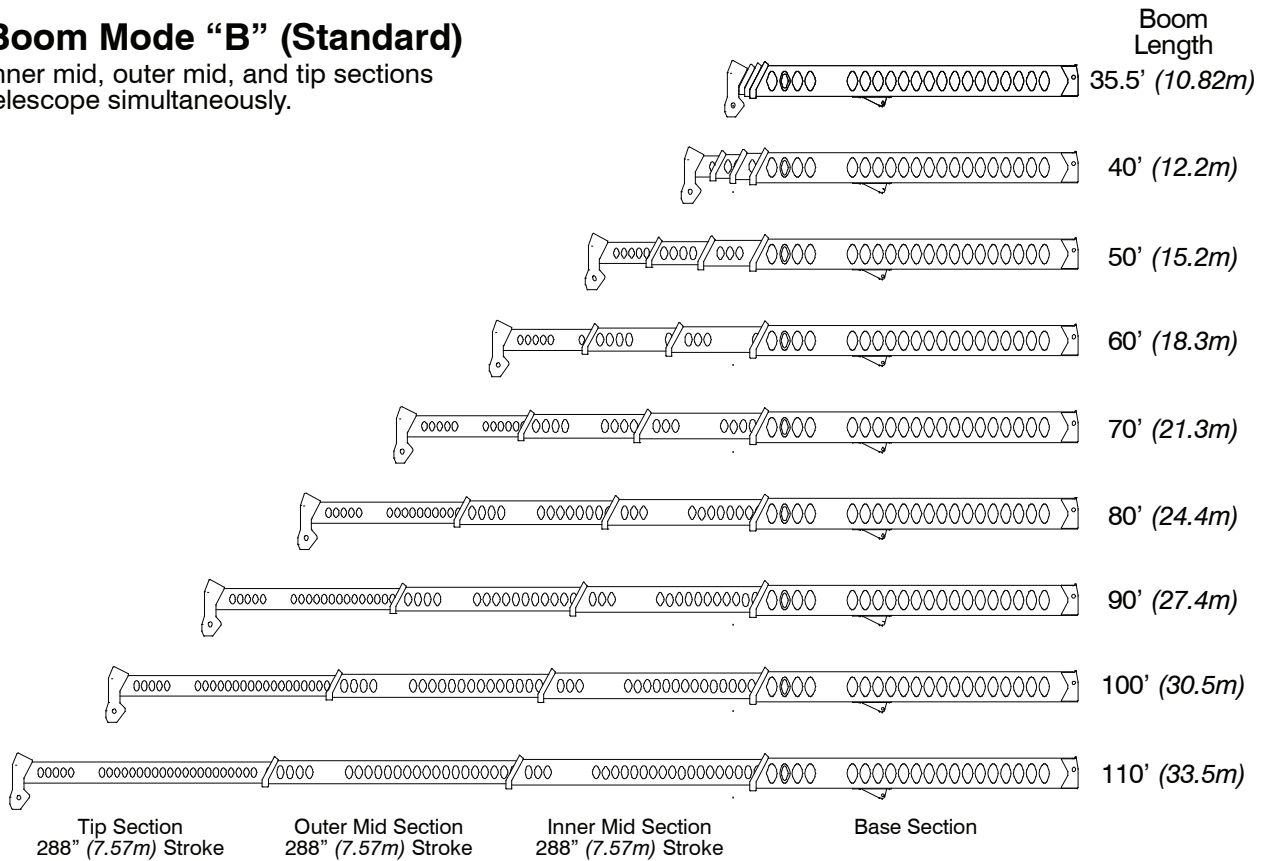 Boom Mode “B” (Standard)
nner mid, outer mid, and tip sections
elescope simultaneously.
Boom
Length
35.5’ (10.82m)
40’ (12.2m)
50’ (15.2m)
60’ (18.3m)
70’ (21.3m)
80’ (24.4m)
90’ (27.4m)
100’ (30.5m)
110’ (33.5m)
Tip Section
288” (7.57m) Stroke
Outer Mid Section
288” (7.57m) Stroke
Inner Mid Section
288” (7.57m) Stroke
Base Section